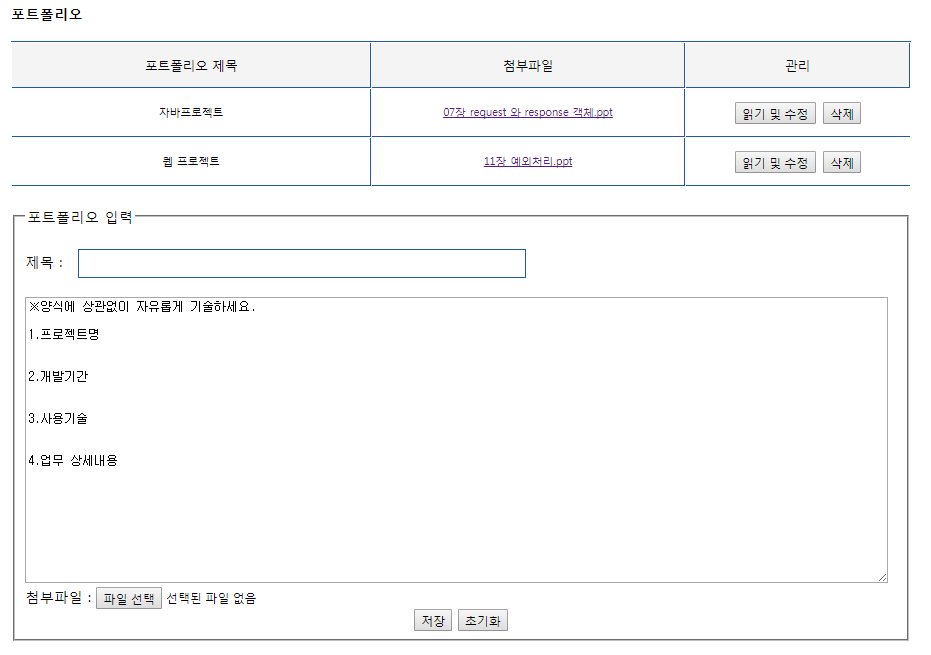 포트폴리오
포트폴리오 제목 첨부파일 관리
자바프로젝트 07장 request 와 response 객체.ppt 읽기 및 수정 삭제
웹 프로젝트 11장 예외처리.ppt 읽기 및 수정 삭제
포트폴리오 입력
제목 :
※양식에 상관없이 자유롭게 기술하세요.
1.프로젝트명
2.개발기간
3.사용기술
4.업무 상세내용
첨부파일 : 파일 선택 선택된 파일 없음
저장 초기화